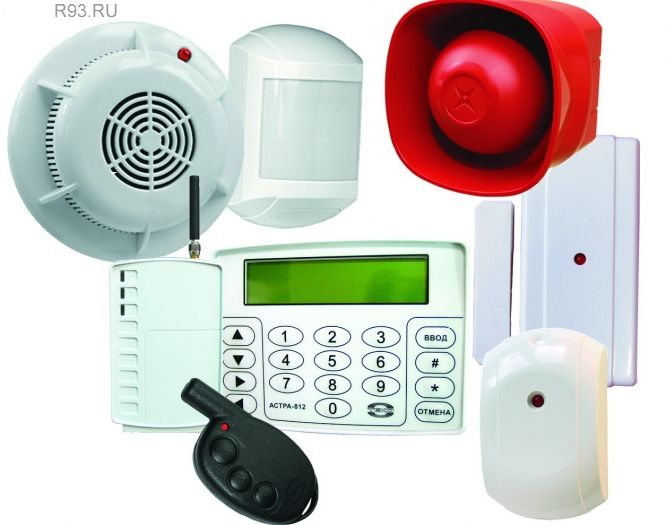 R93.RU
1 2 3 ВВОД
4 5 6 #
7 8 9 *
АСТРА-812 0 ОТМЕНА